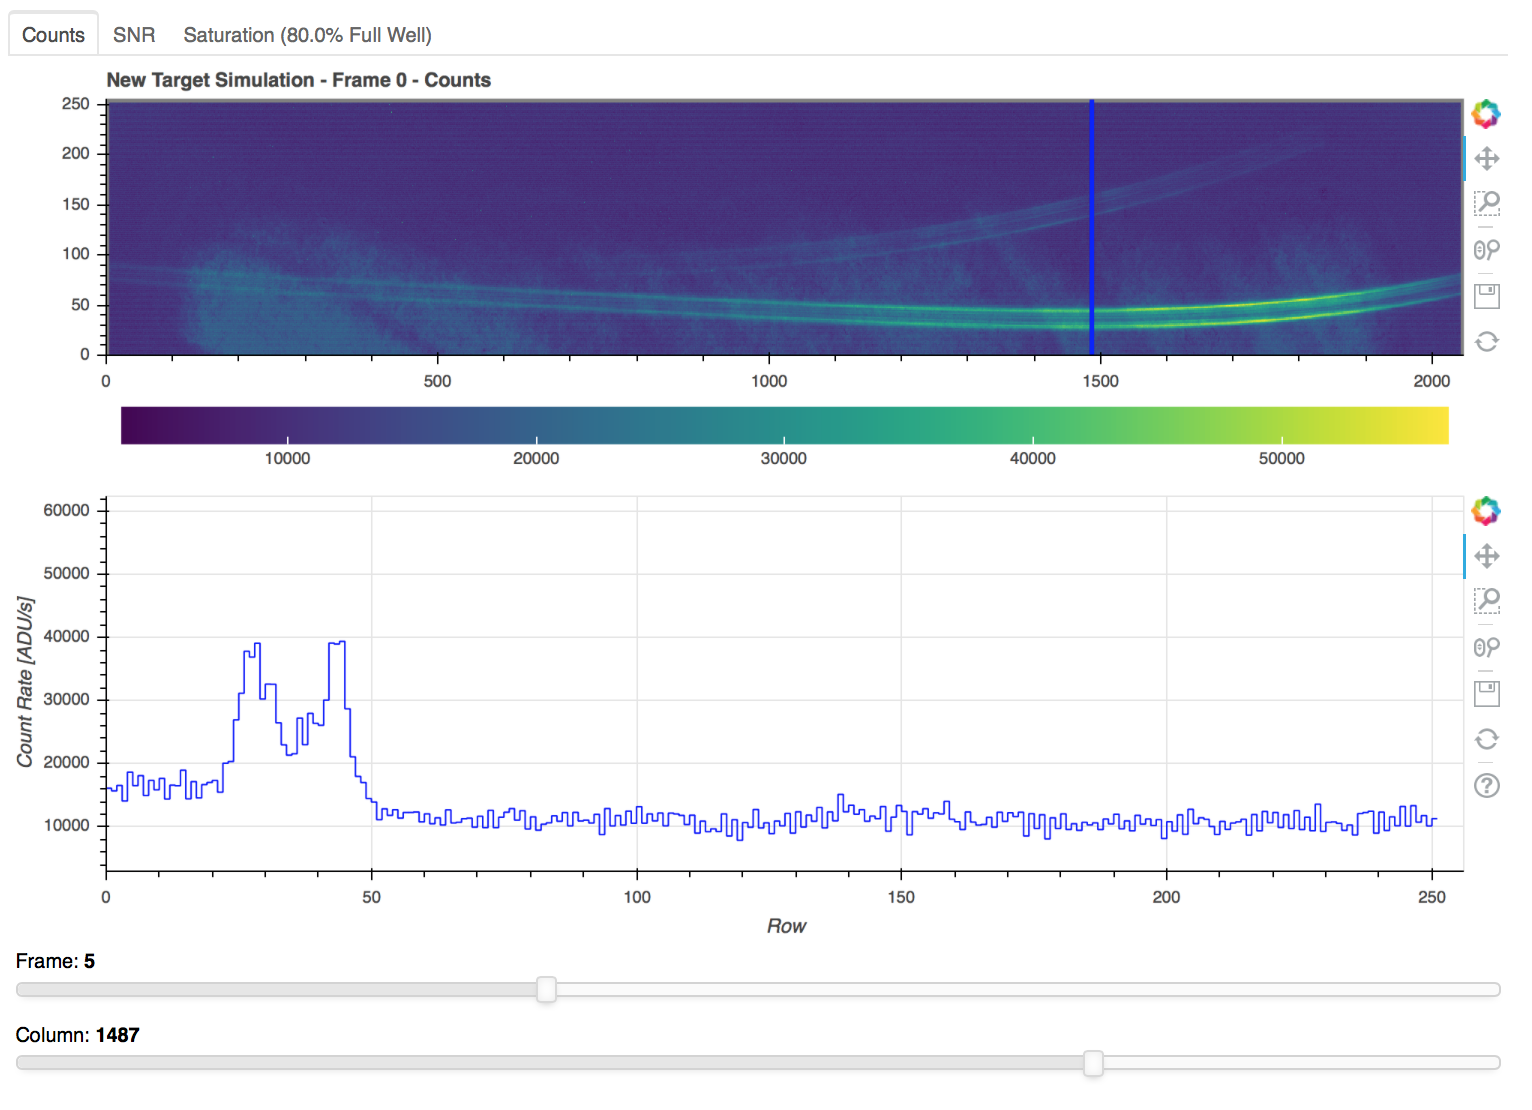 Counts SNR Saturation (80.0% Full Well)
New Target Simulation - Frame 0 - Counts
250
200
150
100
50
0
0 500 1000 1500 2000
10000 20000 30000 40000 50000
60000
50000
40000
30000
20000
10000
Count Rate [ADU/s]
0 50 100 150 200 250
Row
Frame: 5
Column: 1487